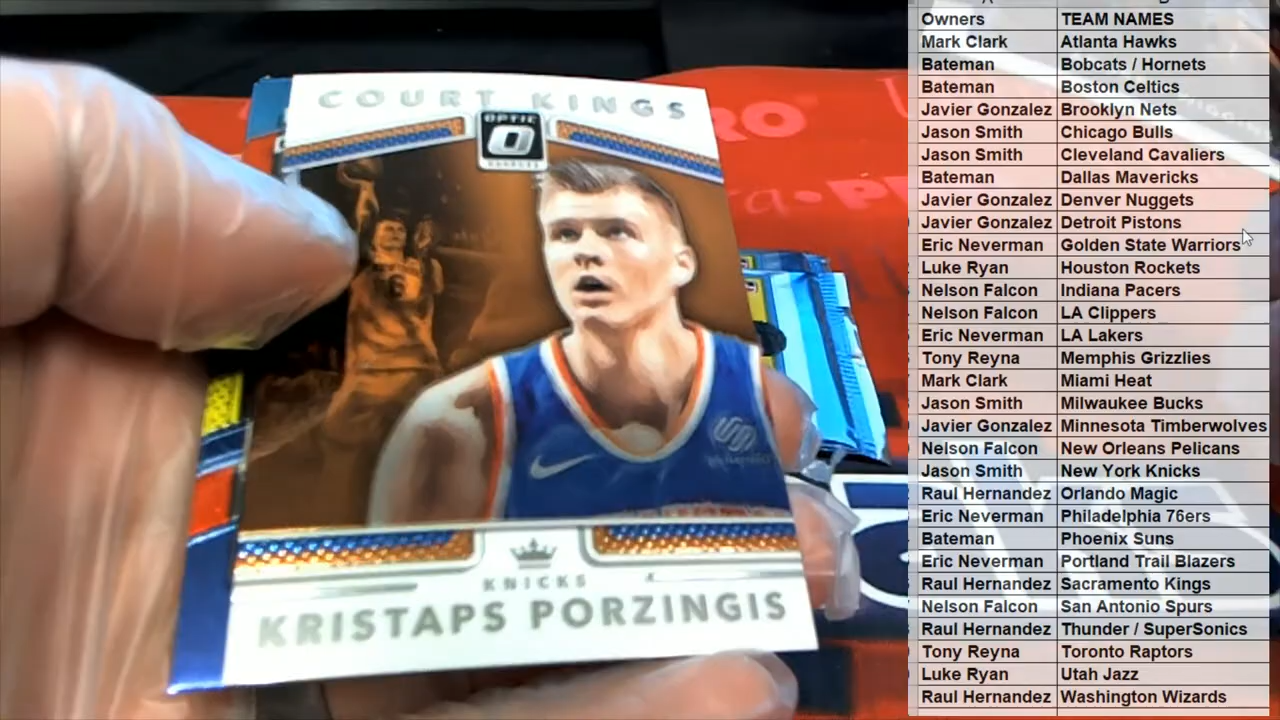 COURT KINGS
OPTIC
KNICKS
KRISTAPS PORZINGIS
RO
Owners TEAM NAMES
Mark Clark Atlanta Hawks
Bateman Bobcats / Hornets
Bateman Boston Celtics
Javier Gonzalez Brooklyn Nets
Jason Smith Chicago Bulls
Jason Smith Cleveland Cavaliers
Bateman Dallas Mavericks
Javier Gonzalez Denver Nuggets
Javier Gonzalez Detroit Pistons
Eric Neverman Golden State Warriors
Luke Ryan Houston Rockets
Nelson Falcon Indiana Pacers
Nelson Falcon LA Clippers
Eric Neverman LA Lakers
Tony Reyna Memphis Grizzlies
Mark Clark Miami Heat
Jason Smith Milwaukee Bucks
Javier Gonzalez Minnesota Timberwolves
Nelson Falcon New Orleans Pelicans
Jason Smith New York Knicks
Raul Hernandez Orlando Magic
Eric Neverman Philadelphia 76ers
Bateman Phoenix Suns
Eric Neverman Portland Trail Blazers
Raul Hernandez Sacramento Kings
Nelson Falcon San Antonio Spurs
Raul Hernandez Thunder / SuperSonics
Tony Reyna Toronto Raptors
Luke Ryan Utah Jazz
Raul Hernandez Washington Wizards